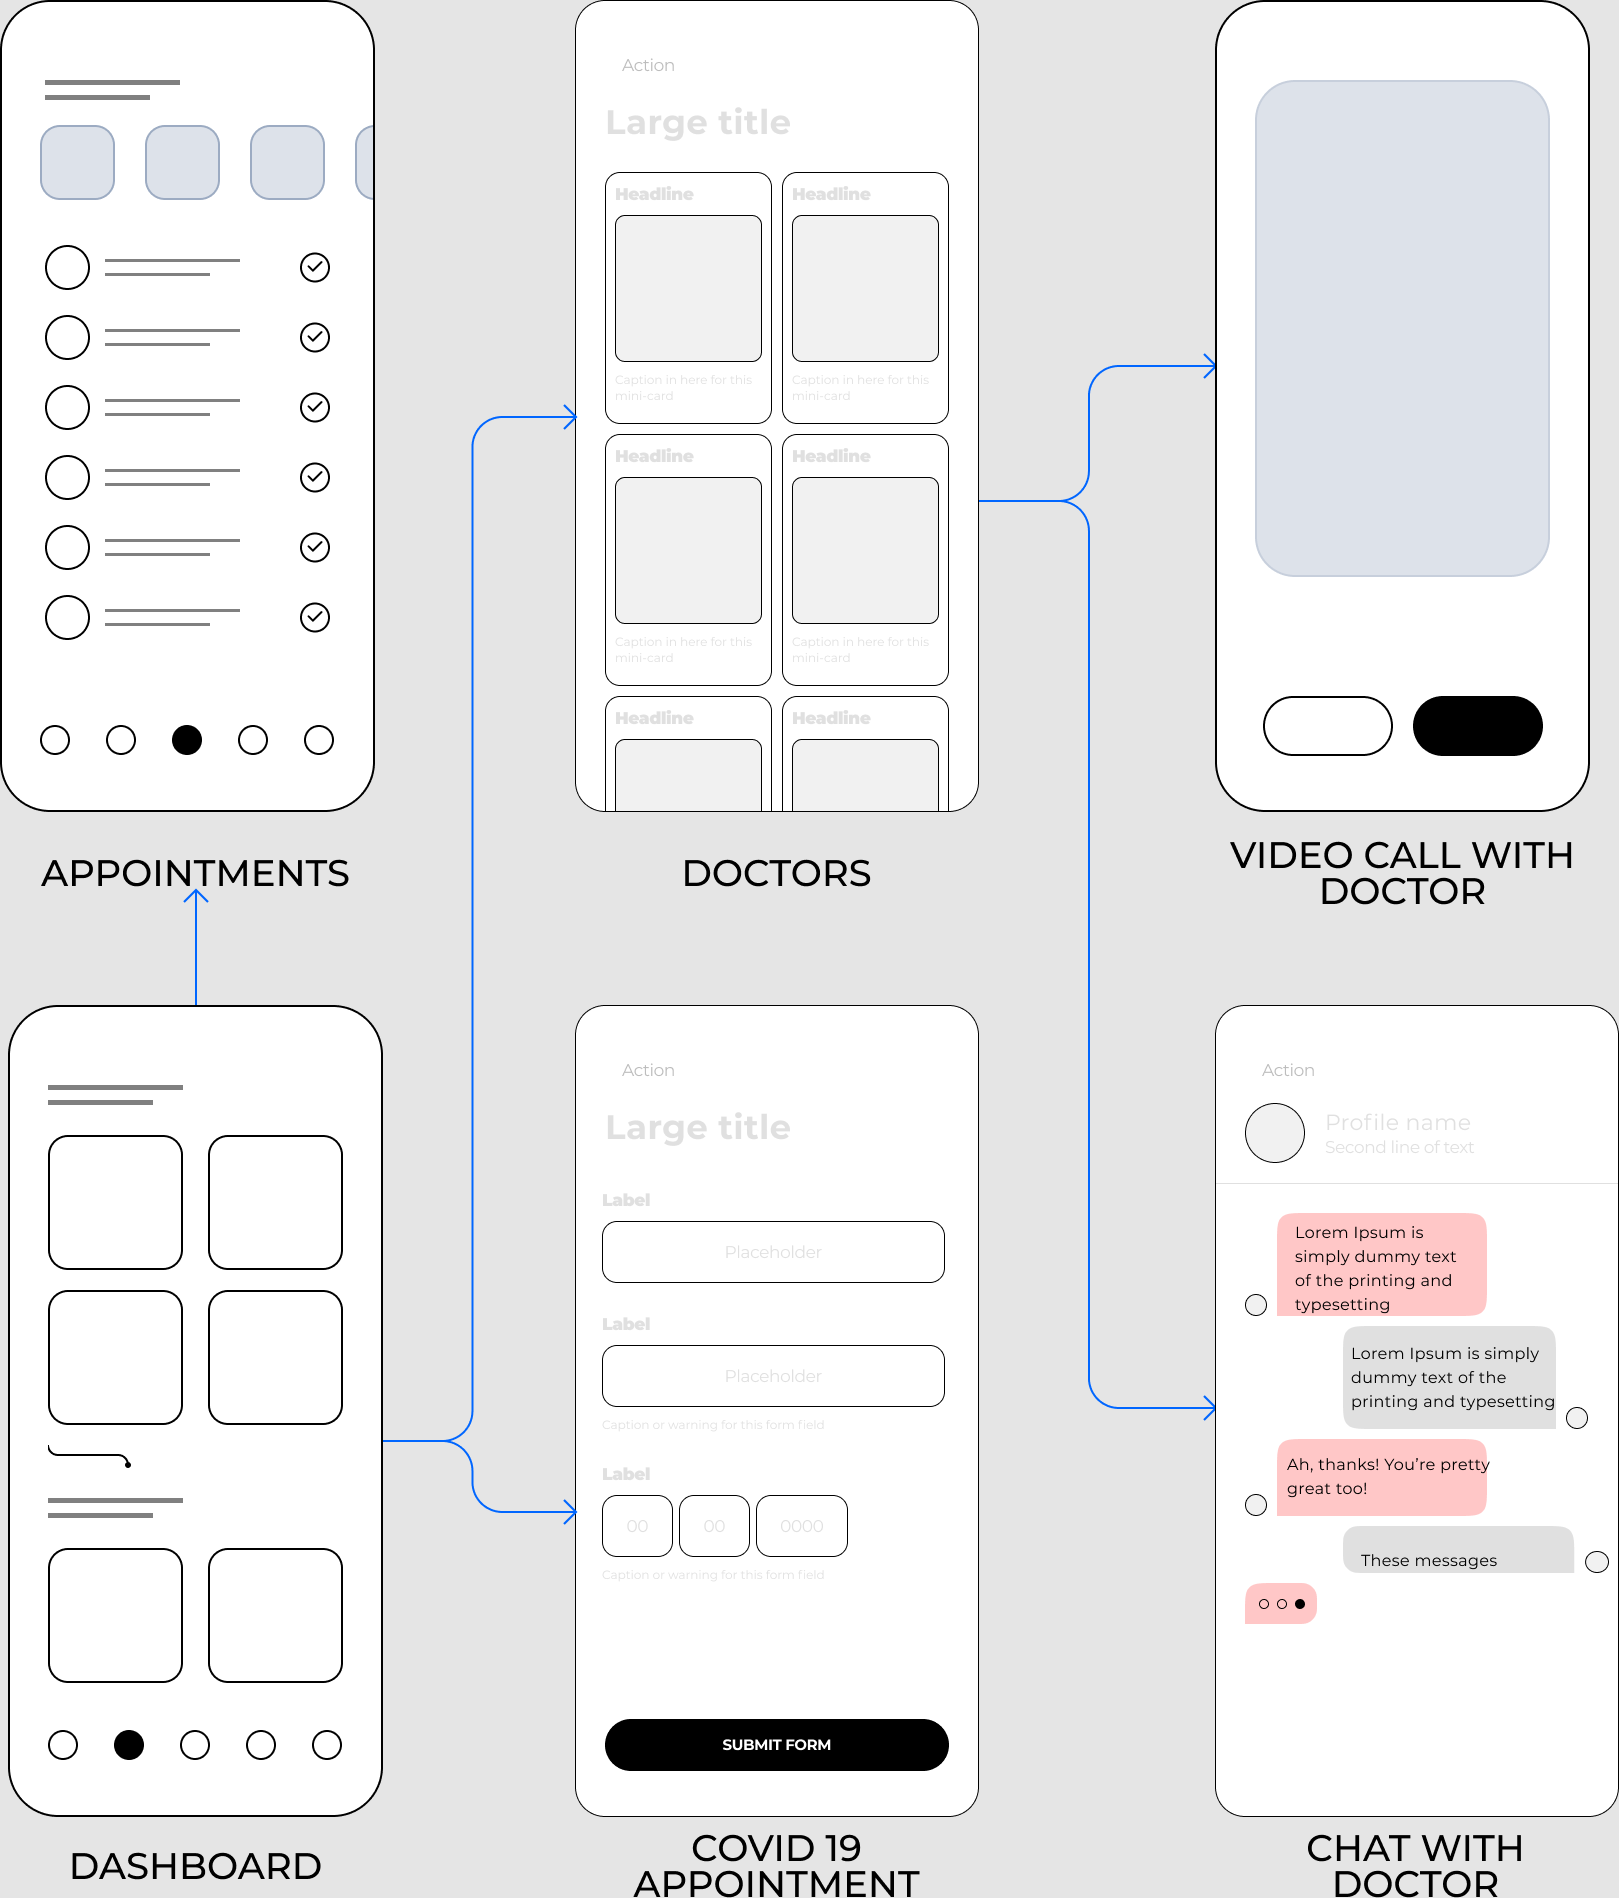 APPOINTMENTS
Action
Large title
Headline
Headline
Caption in here for this
mini-card
Caption in here for this
mini-card
Headline
Headline
Caption in here for this
mini-card
Caption in here for this
mini-card
Headline
Headline
DOCTORS
VIDEO CALL WITH
DOCTOR
DASHBOARD
Action
Large title
Label
Placeholder
Label
Placeholder
Caption or warning for this form field
Label
00
00
0000
Caption or warning for this form field
SUBMIT FORM
COVID 19
APPOINTMENT
Action
Profile name
Second line of text
Lorem Ipsum is
simply dummy text
of the printing and
typesetting
Lorem Ipsum is simply
dummy text of the
printing and typesetting
Ah, thanks! You’re pretty
great too!
These messages
CHAT WITH
DOCTOR